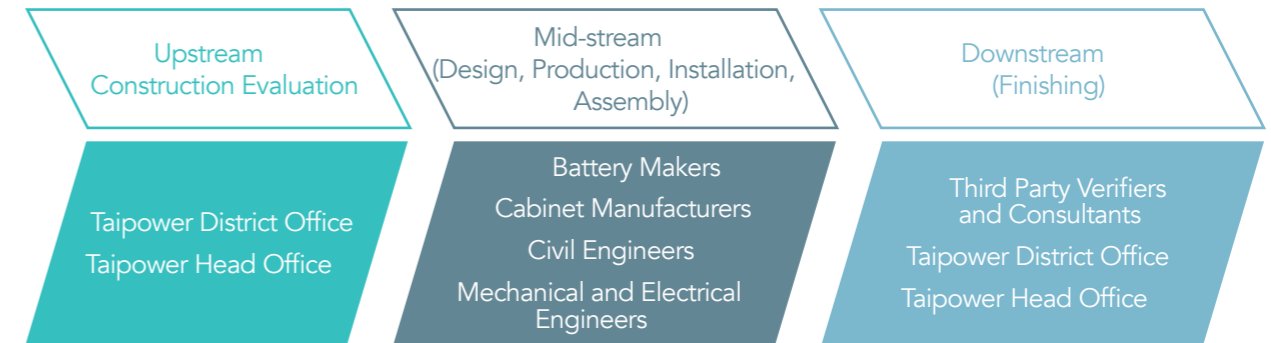 Upstream
Construction Evaluation
Mid-stream
(Design, Production, Installation,
Assembly)
Downstream
(Finishing)
Taipower District Office
Taipower Head Office
Battery Makers
Cabinet Manufacturers
Civil Engineers
Mechanical and Electrical
Engineers
Third Party Verifiers
and Consultants
Taipower District Office
Taipower Head Office